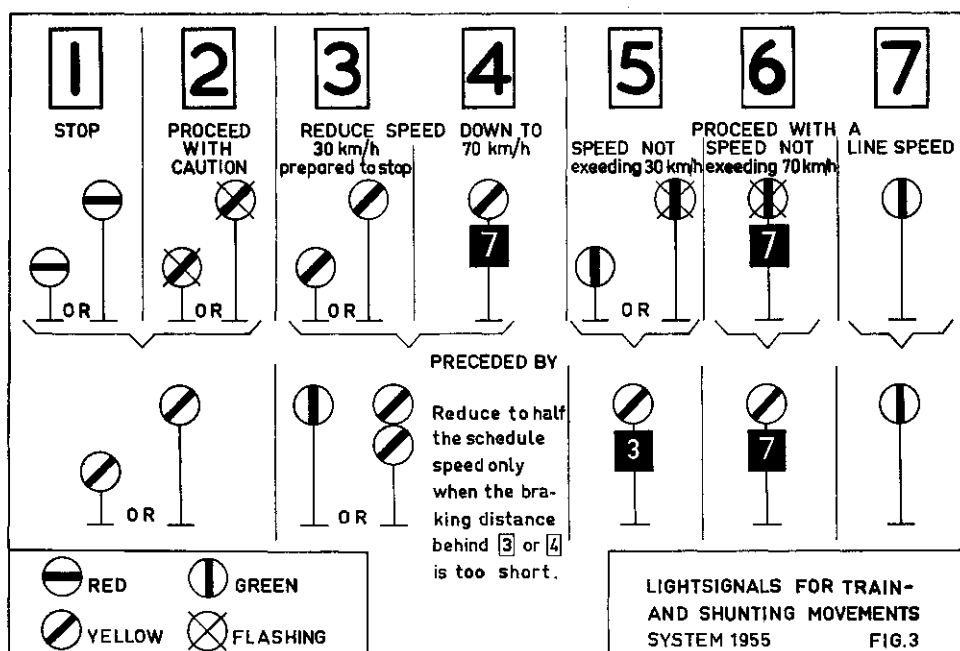 1 2 3 4 5 6 7
STOP
PROCEED
WITH
CAUTION
REDUCE SPEED DOWN TO
30 km/h 70 km/h
prepared to stop
PROCEED WITH A
SPEED NOT SPEED NOT LINE SPEED
exeeding 30 km/h exeeding 70 km/h
7 7
OR OR OR OR
PRECEDED BY
Reduce to half
the schedule
speed only
when the bra-
king distance
behind 3 or 4
is too short.
3 7
OR OR
RED GREEN
YELLOW FLASHING
LIGHTSIGNALS FOR TRAIN-
AND SHUNTING MOVEMENTS
SYSTEM 1955 FIG.3